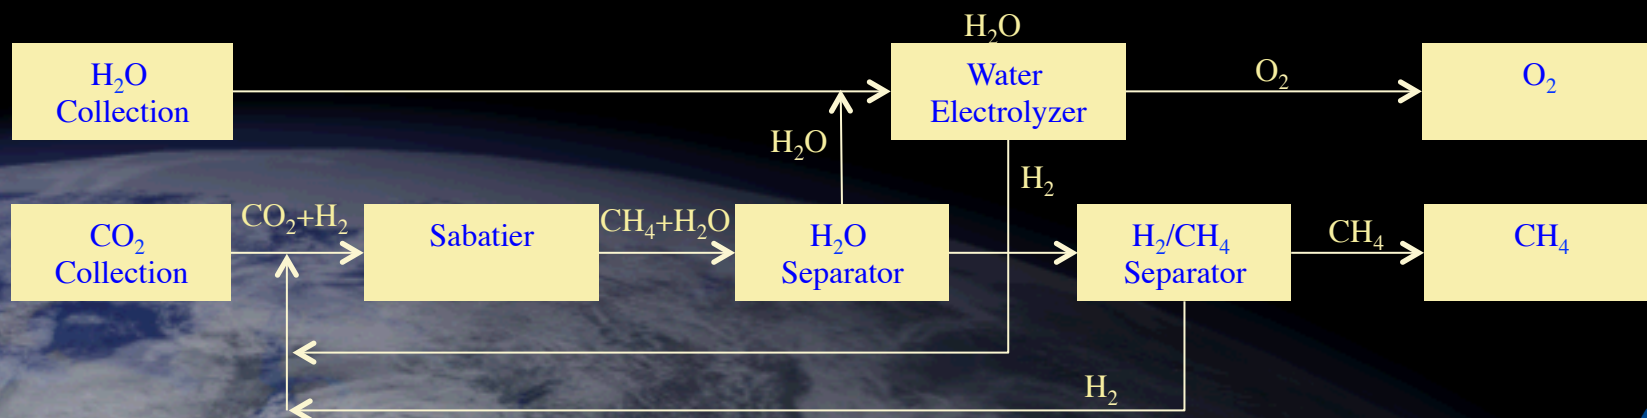 H₂O
H₂O
Collection
Water
Electrolyzer
O₂
O₂
H₂O
H₂
CO₂
Collection
CO₂+H₂
Sabatier
CH₄+H₂O
H₂O
Separator
H₂/CH₄
Separator
CH₄
CH₄
H₂